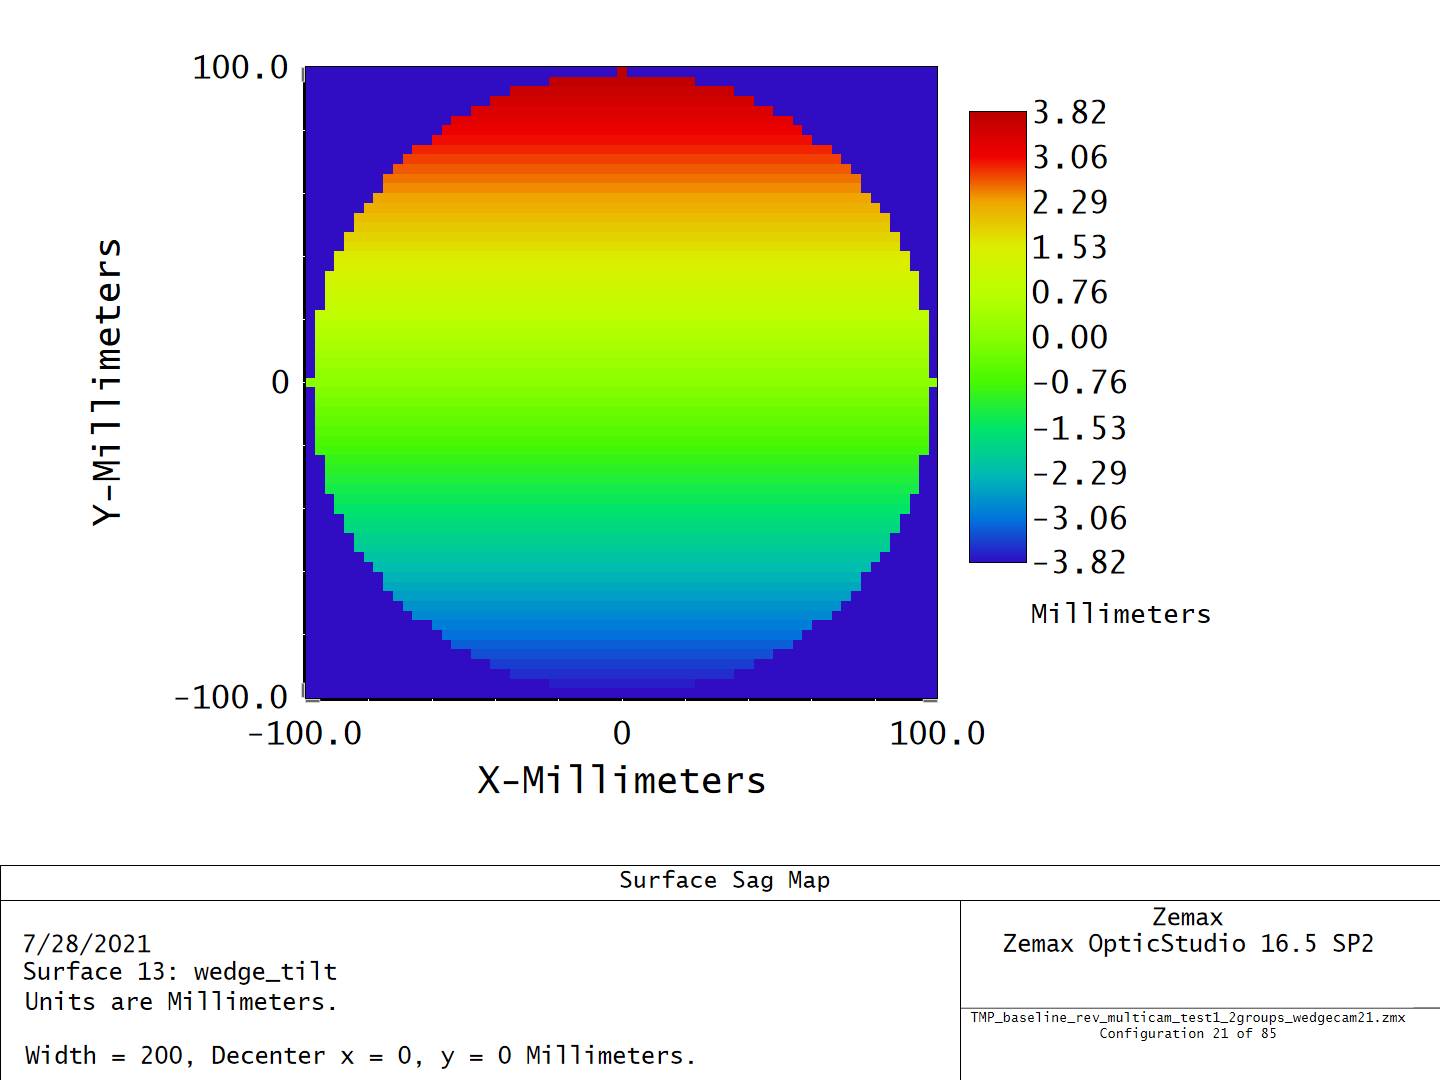 100.0
0
-100.0
Y-Millimeters
-100.0 0 100.0
X-Millimeters
3.82
3.06
2.29
1.53
0.76
0.00
-0.76
-1.53
-2.29
-3.06
-3.82
Millimeters
Surface Sag Map
7/28/2021
Surface 13: wedge_tilt
Units are Millimeters.
Width = 200, Decenter x = 0, y = 0 Millimeters.
Zemax
Zemax OpticStudio 16.5 SP2
TMP_baseline_rev_multicam_test1_2groups_wedgecam21.zmx
Configuration 21 of 85